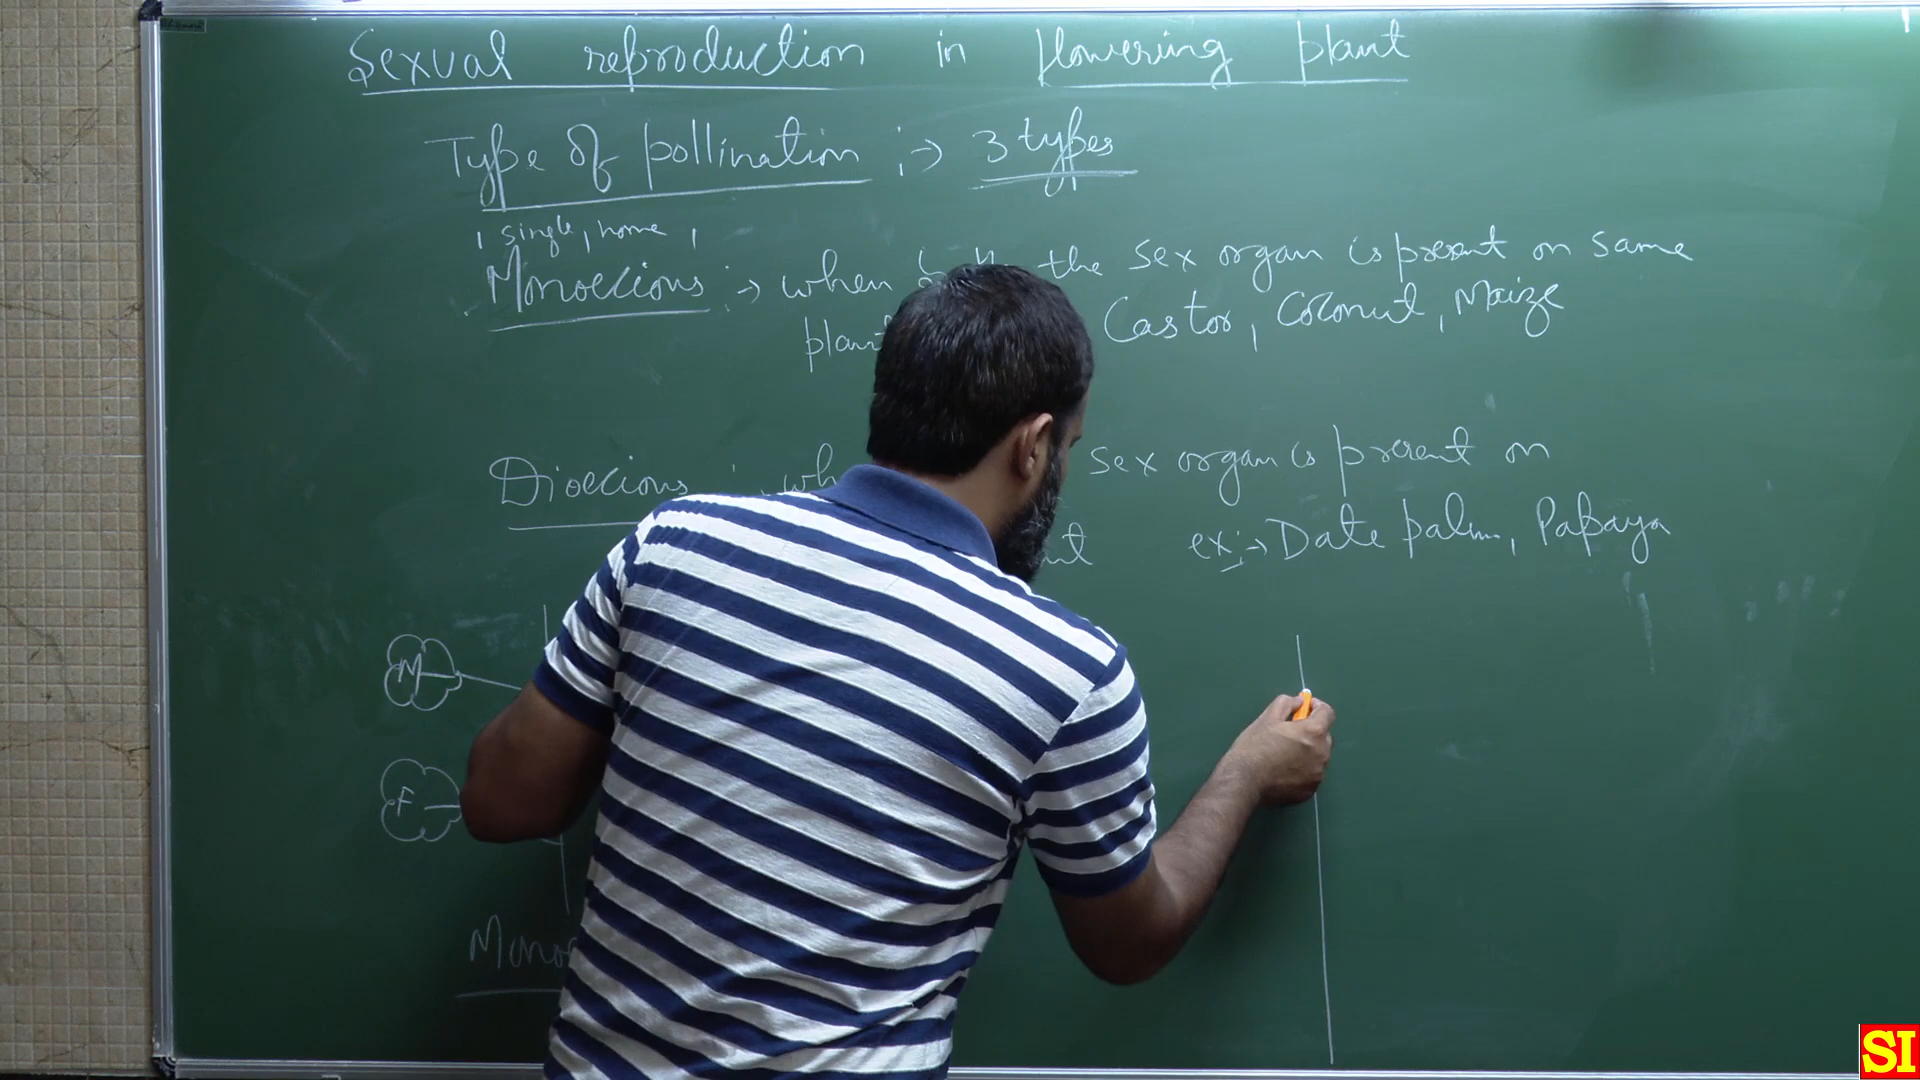 Sexual reproduction in flowering plant
Type of pollination :→ 3 types
single, home
Monoecious :→ when the sex organ is present on same
plant Castor, Coconut, Maize
Dioecious : sex organ is present on
ex:→ Date palm, Papaya
M
F
SI